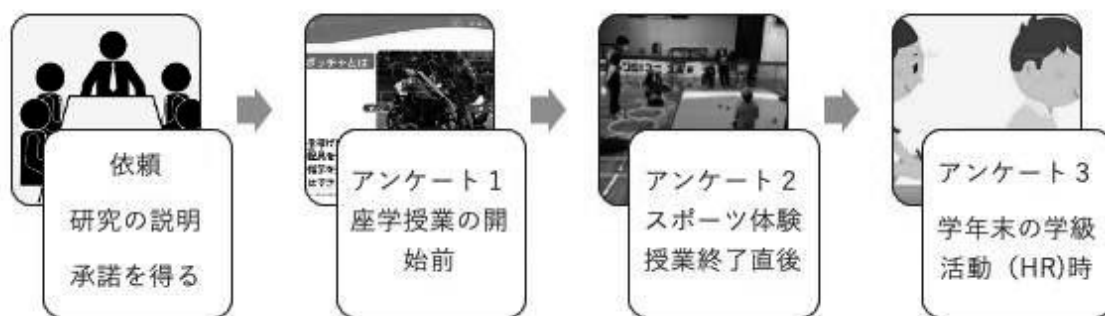 ボッチャとは
依頼
研究の説明
承諾を得る
アンケート1
座学授業の開
始前
アンケート2
スポーツ体験
授業終了直後
アンケート3
学年末の学級
活動（HR)時